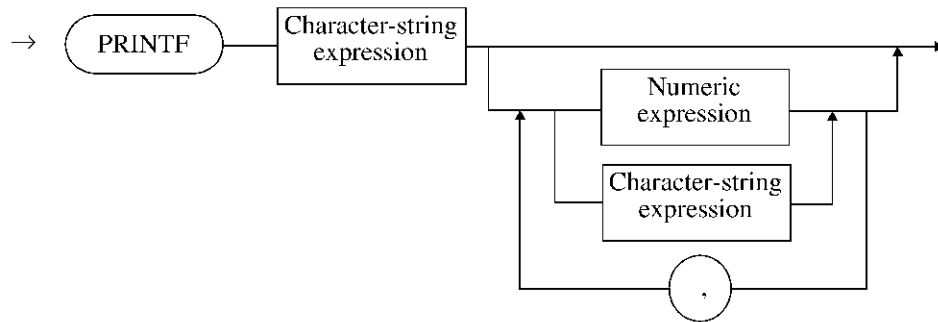 → PRINTF
Character-string
expression
Numeric
expression
Character-string
expression
,